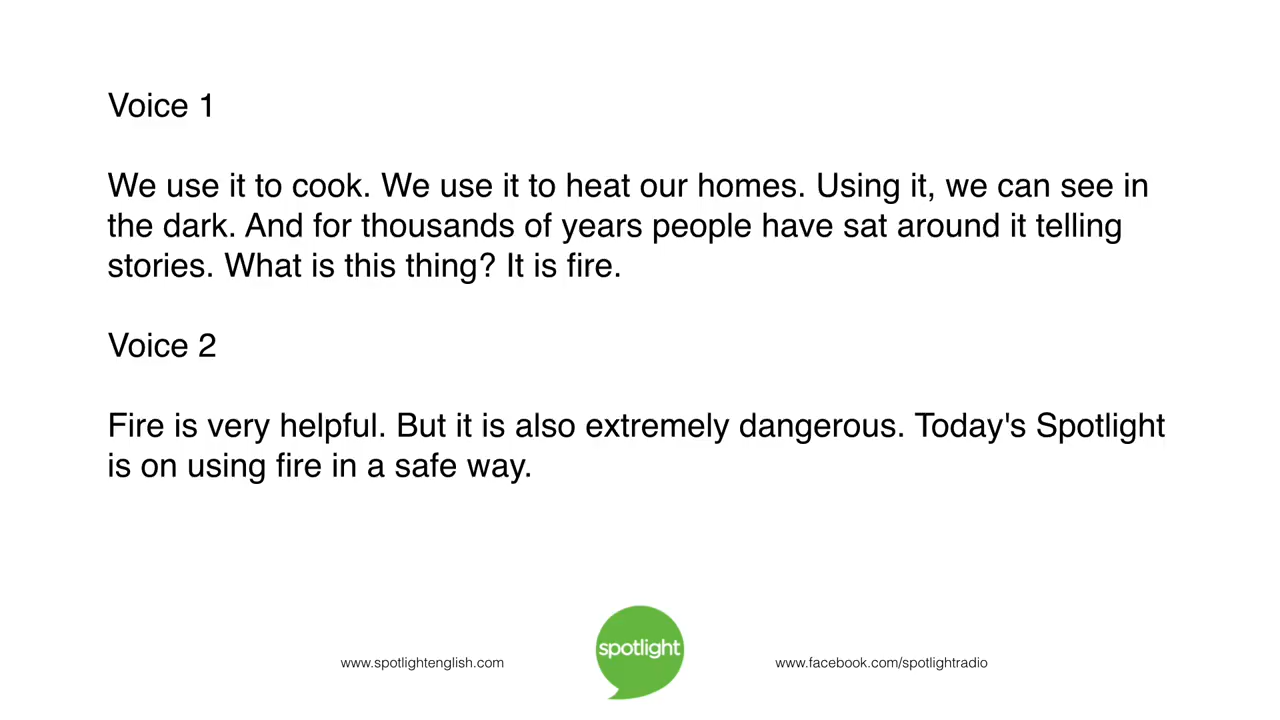 Voice 1
We use it to cook. We use it to heat our homes. Using it, we can see in
the dark. And for thousands of years people have sat around it telling
stories. What is this thing? It is fire.
Voice 2
Fire is very helpful. But it is also extremely dangerous. Today's Spotlight
is on using fire in a safe way.
www.spotlightenglish.com
spotlight
www.facebook.com/spotlightradio